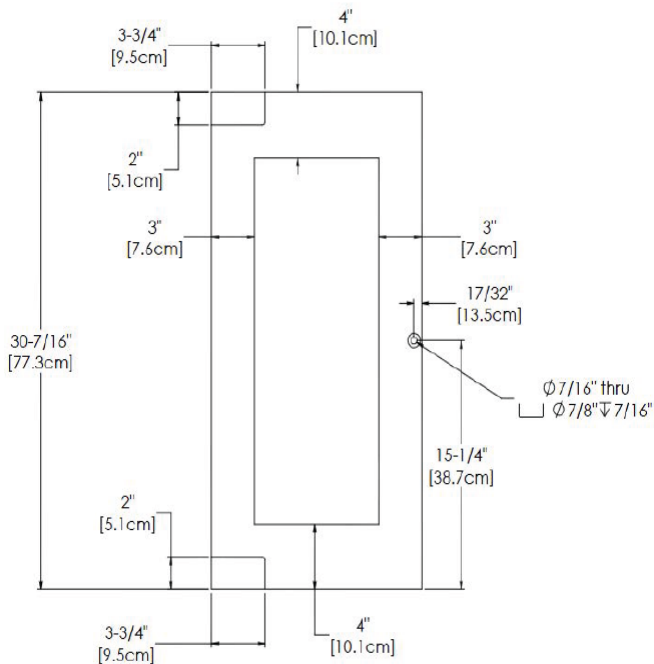 4"
[10.1cm]
3-3/4"
[9.5cm]
2"
[5.1cm]
3"
[7.6cm]
3"
[7.6cm]
17/32"
[13.5cm]
30-7/16"
[77.3cm]
Ø7/16" thru
⌴ Ø7/8"↧7/16"
15-1/4"
[38.7cm]
2"
[5.1cm]
3-3/4"
[9.5cm]
4"
[10.1cm]